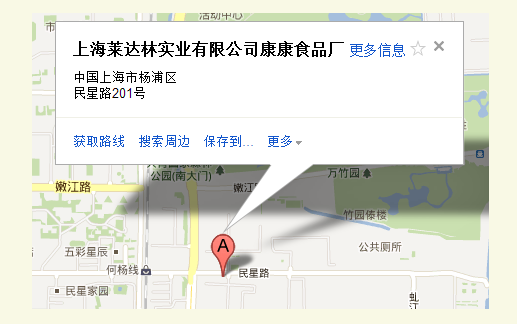 活动中心
市
上海莱达林实业有限公司康康食品厂 更多信息
中国上海市杨浦区
民星路201号
获取路线 搜索周边 保存到... 更多
公园(南大门)
万竹园
嫩江路
嫩江路
竹园傣楼
A
五彩星辰
公共厕所
何杨线
民星路
民星家园